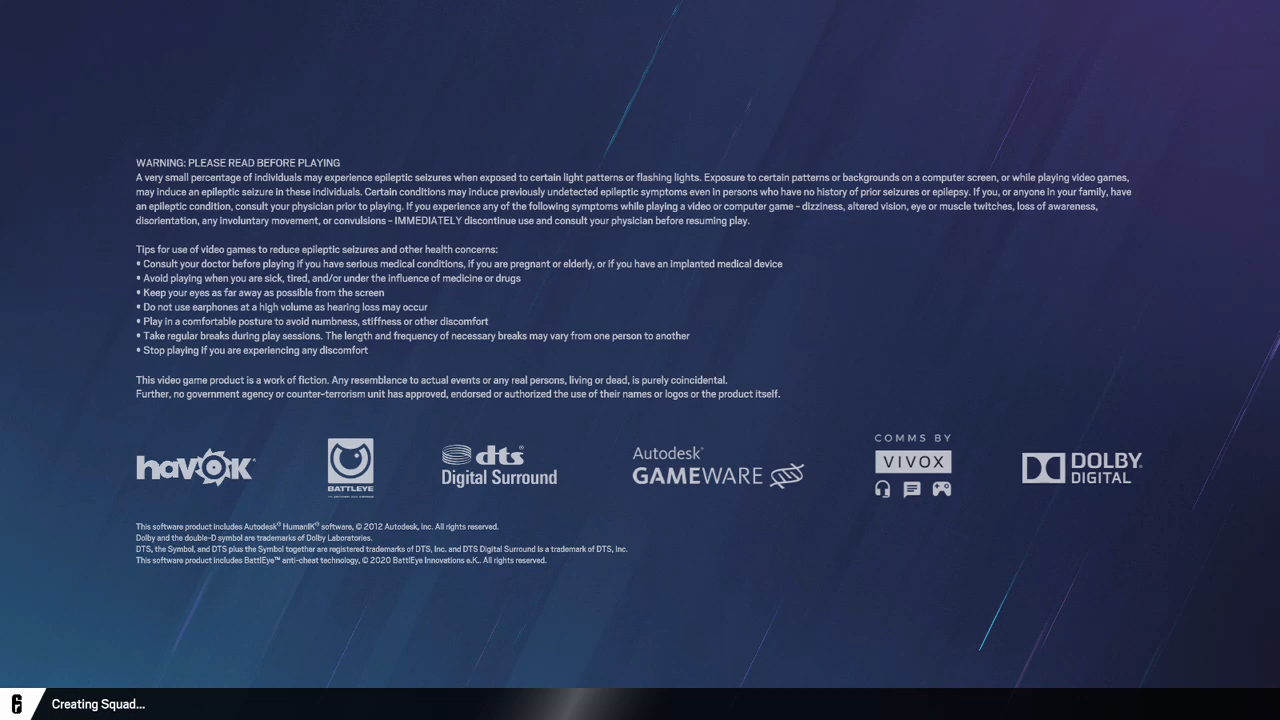 WARNING: PLEASE READ BEFORE PLAYING
A very small percentage of individuals may experience epileptic seizures when exposed to certain light patterns or flashing lights. Exposure to certain patterns or backgrounds on a computer screen, or while playing video games,
may induce an epileptic seizure in these individuals. Certain conditions may induce previously undetected epileptic symptoms even in persons who have no history of prior seizures or epilepsy. If you, or anyone in your family, have
an epileptic condition, consult your physician prior to playing. If you experience any of the following symptoms while playing a video or computer game – dizziness, altered vision, eye or muscle twitches, loss of awareness,
disorientation, any involuntary movement, or convulsions – IMMEDIATELY discontinue use and consult your physician before resuming play.
Tips for use of video games to reduce epileptic seizures and other health concerns:
• Consult your doctor before playing if you have serious medical conditions, if you are pregnant or elderly, or if you have an implanted medical device
• Avoid playing when you are sick, tired, and/or under the influence of medicine or drugs
• Keep your eyes as far away as possible from the screen
• Do not use earphones at a high volume as hearing loss may occur
• Play in a comfortable posture to avoid numbness, stiffness or other discomfort
• Take regular breaks during play sessions. The length and frequency of necessary breaks may vary from one person to another
• Stop playing if you are experiencing any discomfort
This video game product is a work of fiction. Any resemblance to actual events or any real persons, living or dead, is purely coincidental.
Further, no government agency or counter-terrorism unit has approved, endorsed or authorized the use of their names or logos or the product itself.
havok®
BATTLEYE
dts®
Digital Surround
Autodesk®
GAMEWARE
COMMS BY
VIVOX
DOLBY®
DIGITAL
This software product includes Autodesk® HumanIK® software, © 2012 Autodesk, Inc. All rights reserved.
Dolby and the double-D symbol are trademarks of Dolby Laboratories.
DTS, the Symbol, and DTS plus the Symbol together are registered trademarks of DTS, Inc. and DTS Digital Surround is a trademark of DTS, Inc.
This software product includes BattlEye™ anti-cheat technology, © 2020 BattlEye Innovations e.K.. All rights reserved.
Creating Squad...